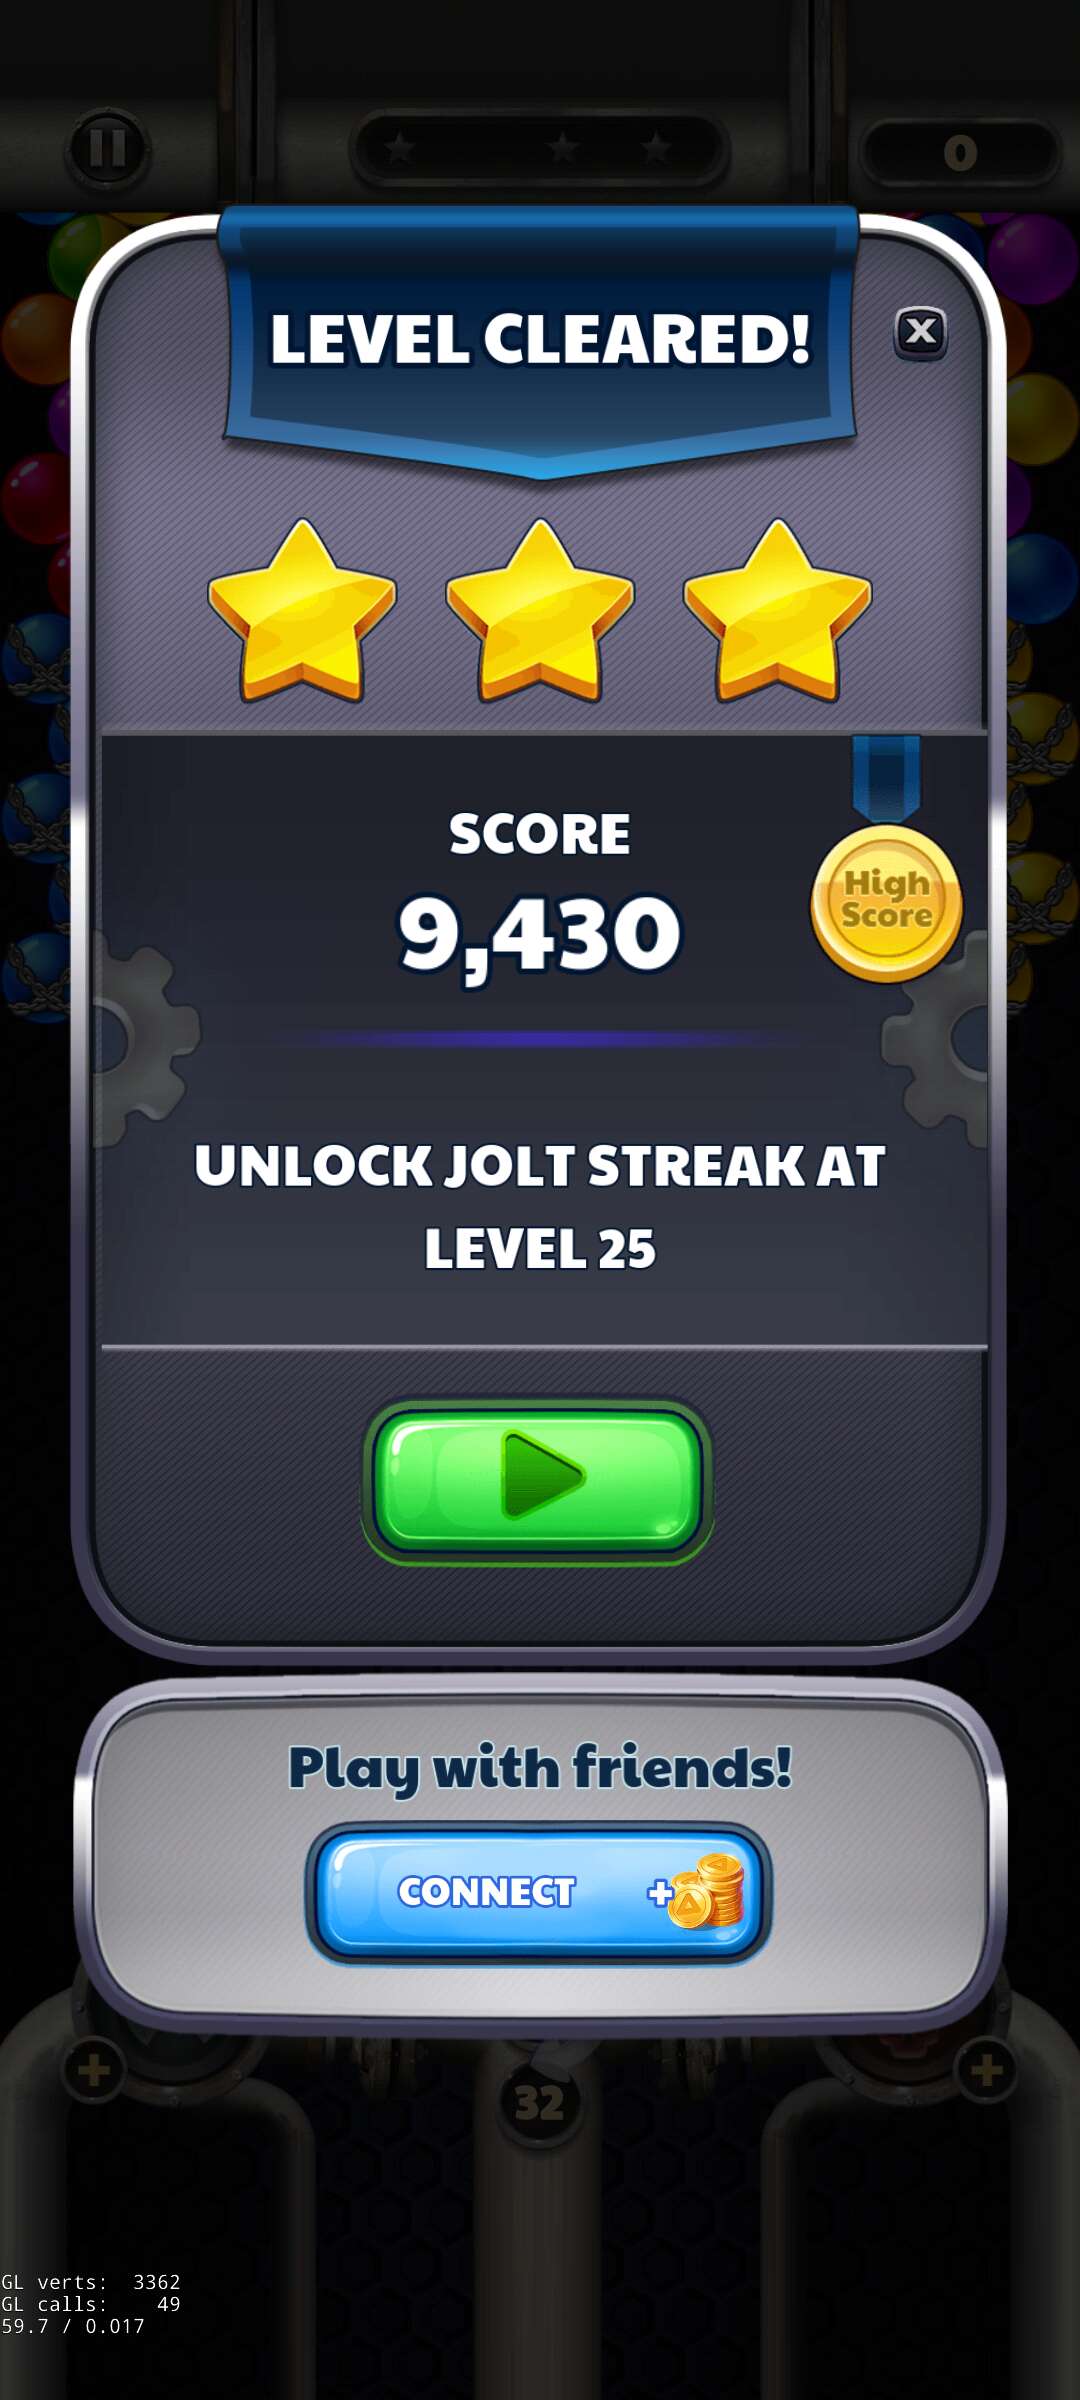 0
LEVEL CLEARED!
X
SCORE
9,430
High
Score
UNLOCK JOLT STREAK AT
LEVEL 25
Play with friends!
CONNECT +
32
GL verts: 3362
GL calls: 49
59.7 / 0.017